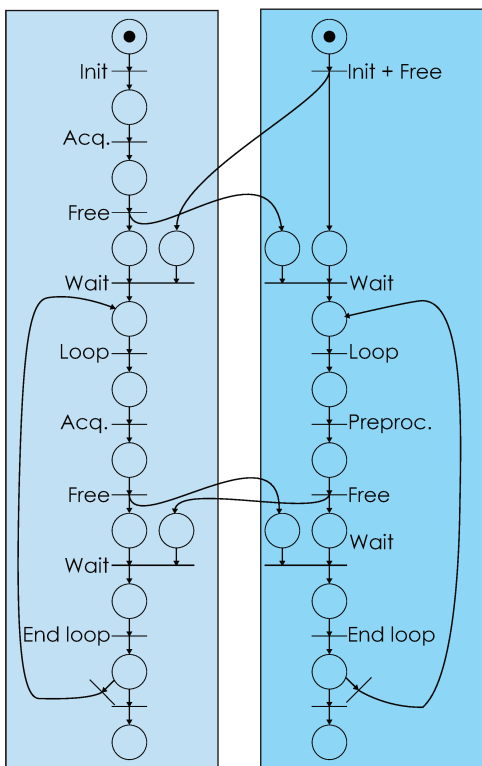 Init
Acq.
Free
Wait
Loop
Acq.
Free
Wait
End loop
Init + Free
Wait
Loop
Preproc.
Free
Wait
End loop